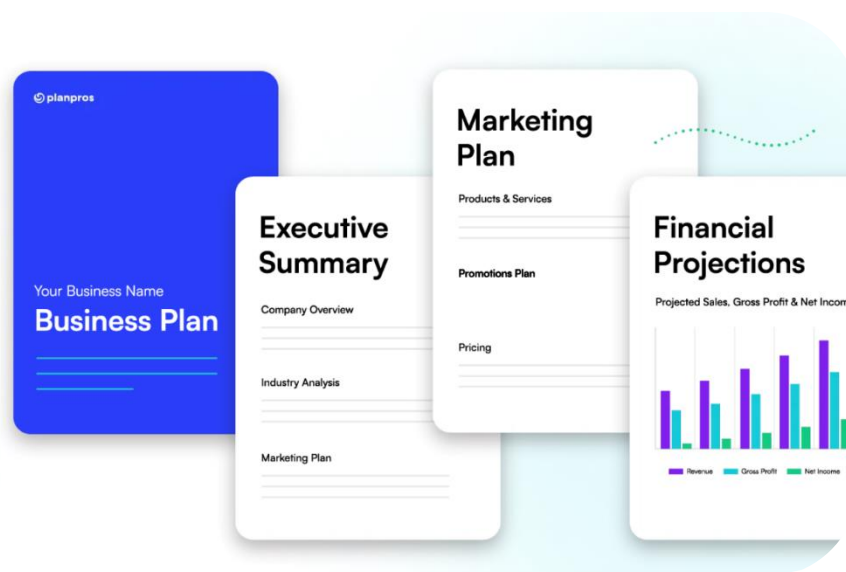 planpros
Your Business Name
Business Plan
Executive
Summary
Company Overview
Industry Analysis
Marketing Plan
Marketing
Plan
Products & Services
Promotions Plan
Pricing
Financial
Projections
Projected Sales, Gross Profit & Net Incom
Revenue Gross Profit Net Income